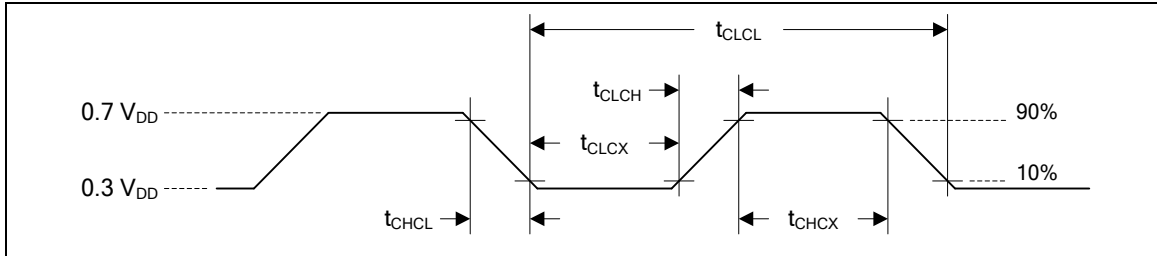 tCLCL
tCLCH
0.7 VDD
90%
tCLCX
10%
0.3 VDD
tCHCL
tCHCX